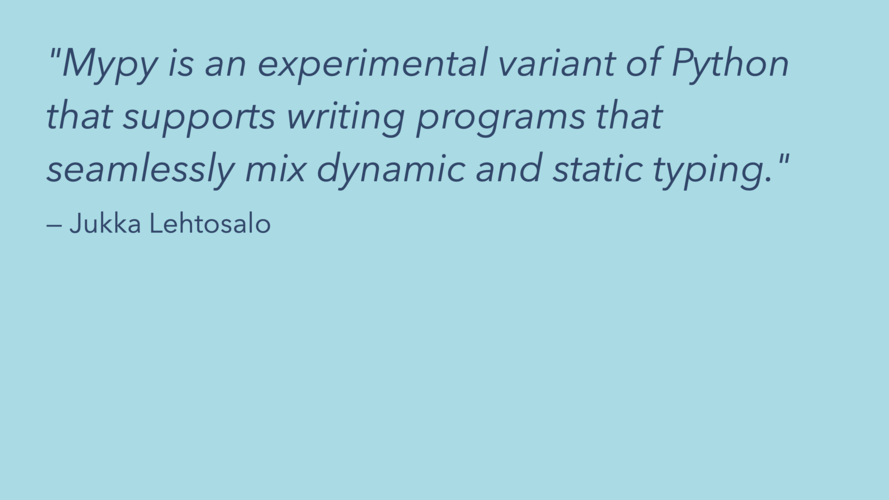 "Mypy is an experimental variant of Python
that supports writing programs that
seamlessly mix dynamic and static typing."
– Jukka Lehtosalo